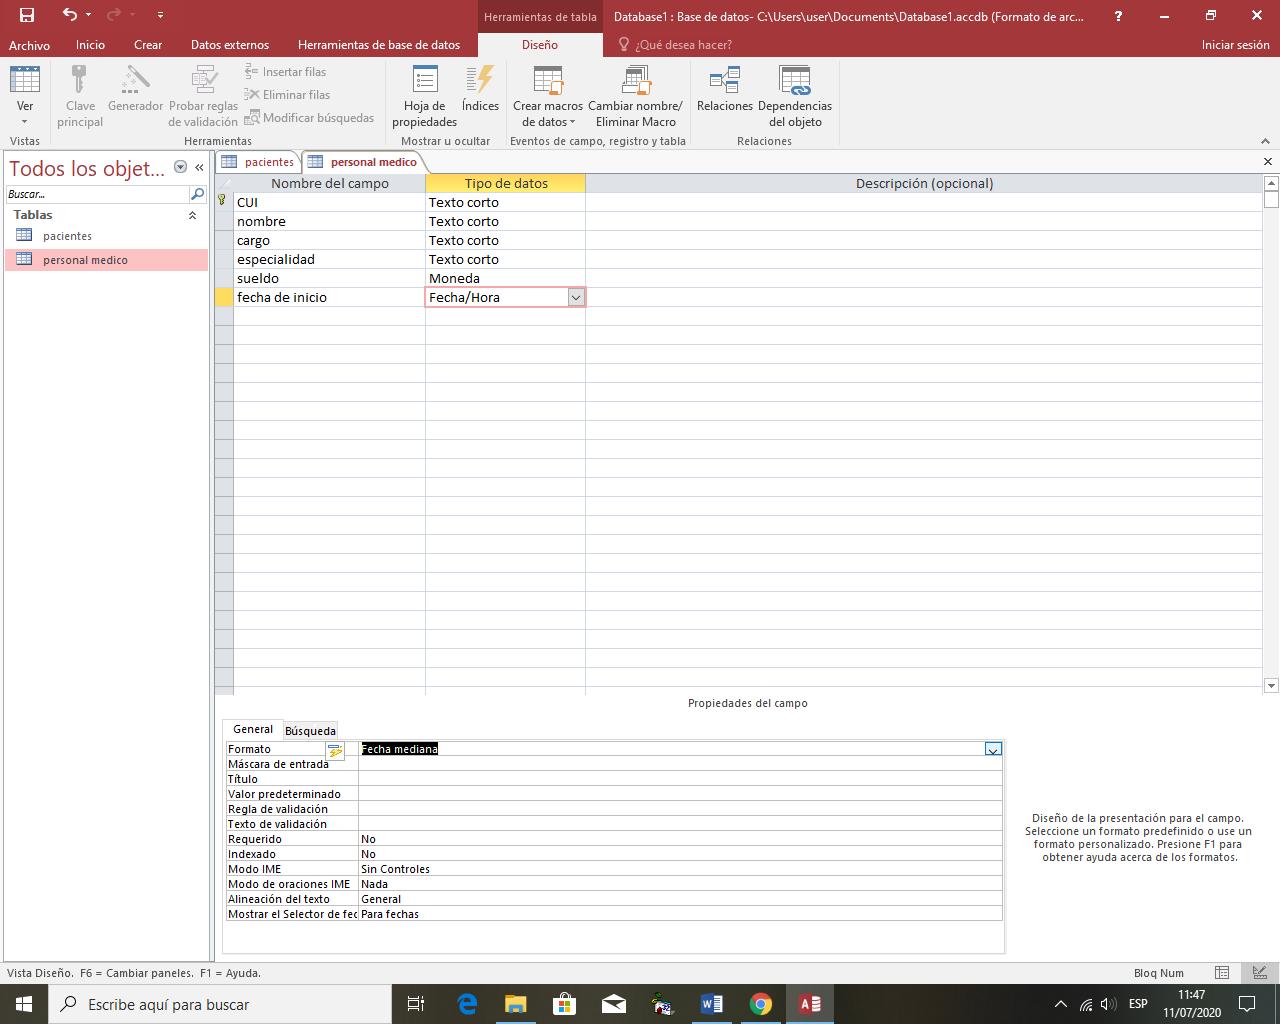 Herramientas de tabla
Database1 : Base de datos- C:\Users\user\Documents\Database1.accdb (Formato de arc...
?
Archivo
Inicio
Crear
Datos externos
Herramientas de base de datos
Diseño
¿Qué desea hacer?
Iniciar sesión
Ver
Clave
principal
Generador
Probar reglas
de validación
Insertar filas
Eliminar filas
Modificar búsquedas
Hoja de
propiedades
Índices
Crear macros
de datos
Cambiar nombre/
Eliminar Macro
Relaciones
Dependencias
del objeto
Vistas
Herramientas
Mostrar u ocultar
Eventos de campo, registro y tabla
Relaciones
Todos los objet...
Buscar...
Tablas
pacientes
personal medico
pacientes
personal medico
Nombre del campo
Tipo de datos
Descripción (opcional)
CUI
Texto corto
nombre
Texto corto
cargo
Texto corto
especialidad
Texto corto
sueldo
Moneda
fecha de inicio
Fecha/Hora
Propiedades del campo
General
Búsqueda
Formato
Fecha mediana
Máscara de entrada
Título
Valor predeterminado
Regla de validación
Texto de validación
Requerido
No
Indexado
No
Modo IME
Sin Controles
Modo de oraciones IME
Nada
Alineación del texto
General
Mostrar el Selector de fec
Para fechas
Diseño de la presentación para el campo.
Seleccione un formato predefinido o use un
formato personalizado. Presione F1 para
obtener ayuda acerca de los formatos.
Vista Diseño.  F6 = Cambiar paneles.  F1 = Ayuda.
Bloq Num
Escribe aquí para buscar
ESP
11:47
11/07/2020